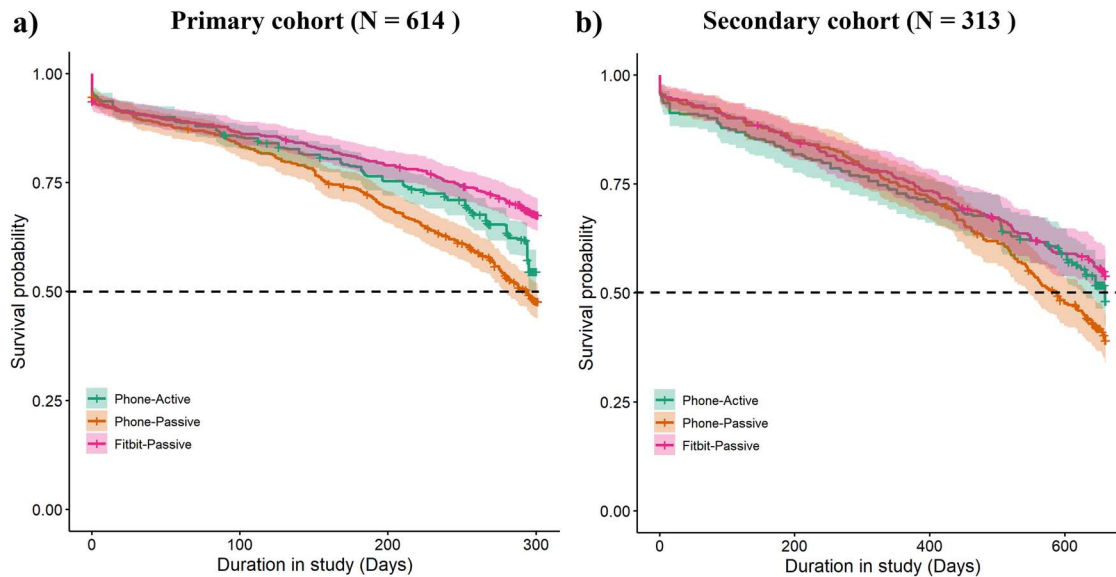 a) Primary cohort (N = 614 )
Survival probability
1.00
0.75
0.50
0.25
0.00
Phone-Active
Phone-Passive
Fitbit-Passive
0 100 200 300
Duration in study (Days)
b) Secondary cohort (N = 313 )
Survival probability
1.00
0.75
0.50
0.25
0.00
Phone-Active
Phone-Passive
Fitbit-Passive
0 200 400 600
Duration in study (Days)